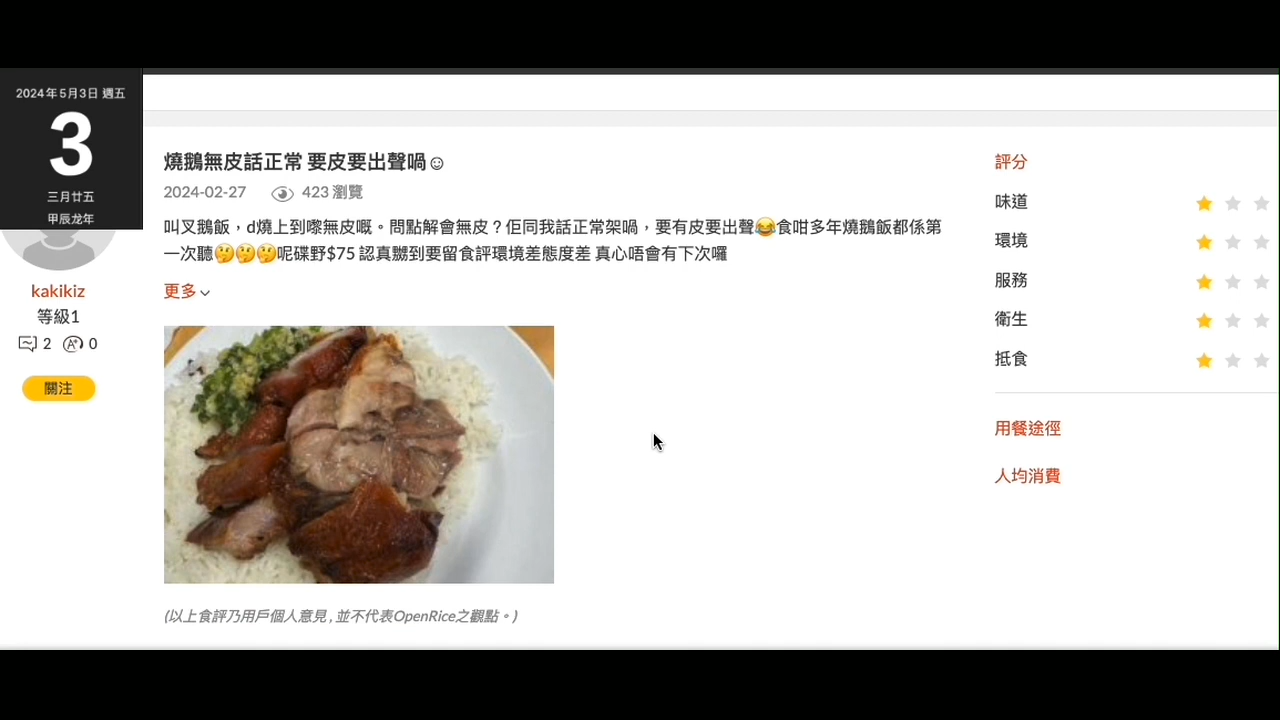 2024年5月3日 週五
3
三月廿五
甲辰龙年
kakikiz
等級1
2 0
關注
燒鵝無皮話正常 要皮要出聲喎☺
2024-02-27 423 瀏覽
叫叉鵝飯，d燒上到嚟無皮嘅。問點解會無皮？佢同我話正常架喎，要有皮要出聲😂食咁多年燒鵝飯都係第
一次聽🤔🤔🤔呢碟野$75 認真嬲到要留食評環境差態度差 真心唔會有下次囉
更多
(以上食評乃用戶個人意見 , 並不代表OpenRice之觀點。)
評分
味道
環境
服務
衞生
抵食
用餐途徑
人均消費